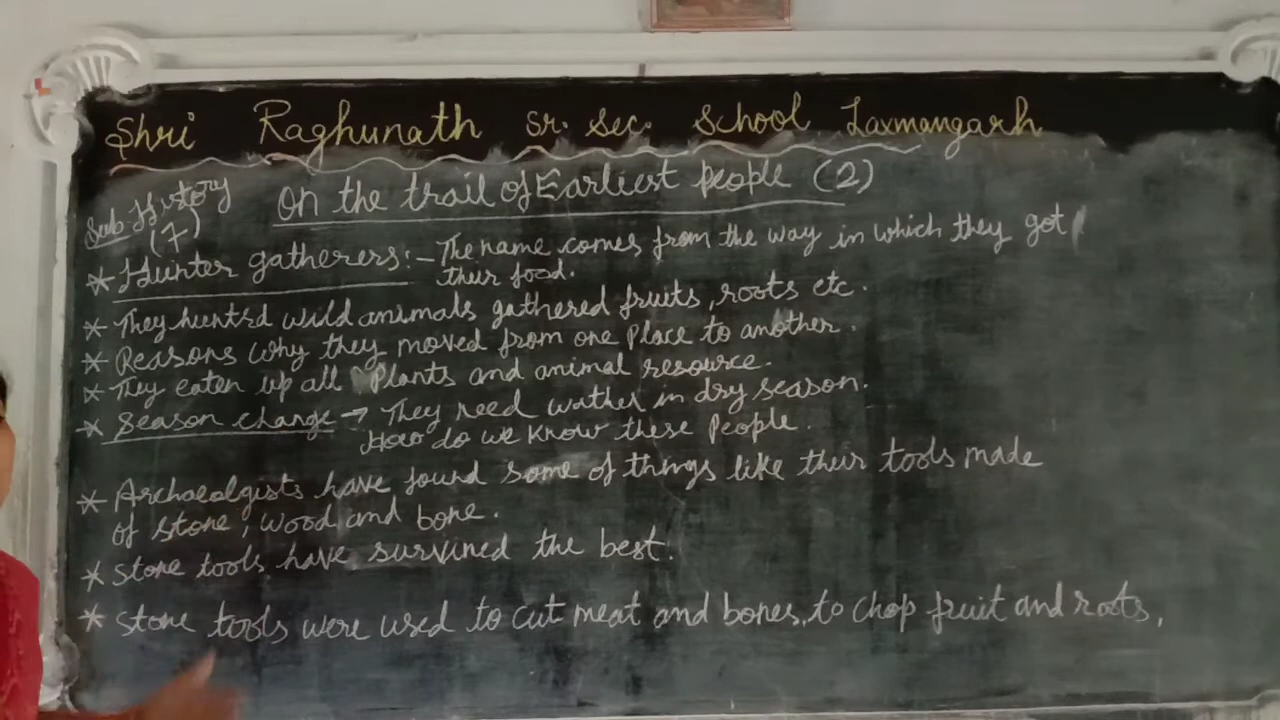 Shri Raghunath Sr. Sec. School Laxmangarh
Sub History
(7)
On the trail of Earliest people (2)
* Hunter gatherers:- The name comes from the way in which they got
their food.
* They huntrd wild animals gathered fruits, roots etc.
* Reasons why they moved from one Place to another.
* They eaten up all Plants and animal resource.
* Season change → They need wather in dry season.
How do we know these People.
* Archaealgists have found some of things like their tools made
of stone, wood and bone.
* Stone tools have survined the best.
* Stone tools were used to cut meat and bones, to chop fruit and roots,